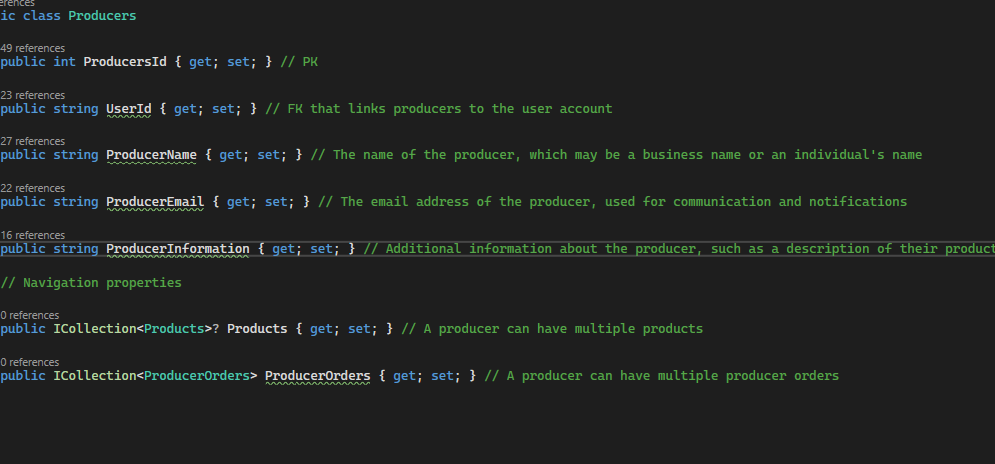 erences
ic class Producers
49 references
public int ProducersId { get; set; } // PK
23 references
public string UserId { get; set; } // FK that links producers to the user account
27 references
public string ProducerName { get; set; } // The name of the producer, which may be a business name or an individual's name
22 references
public string ProducerEmail { get; set; } // The email address of the producer, used for communication and notifications
16 references
public string ProducerInformation { get; set; } // Additional information about the producer, such as a description of their product
// Navigation properties
0 references
public ICollection<Products>? Products { get; set; } // A producer can have multiple products
0 references
public ICollection<ProducerOrders> ProducerOrders { get; set; } // A producer can have multiple producer orders